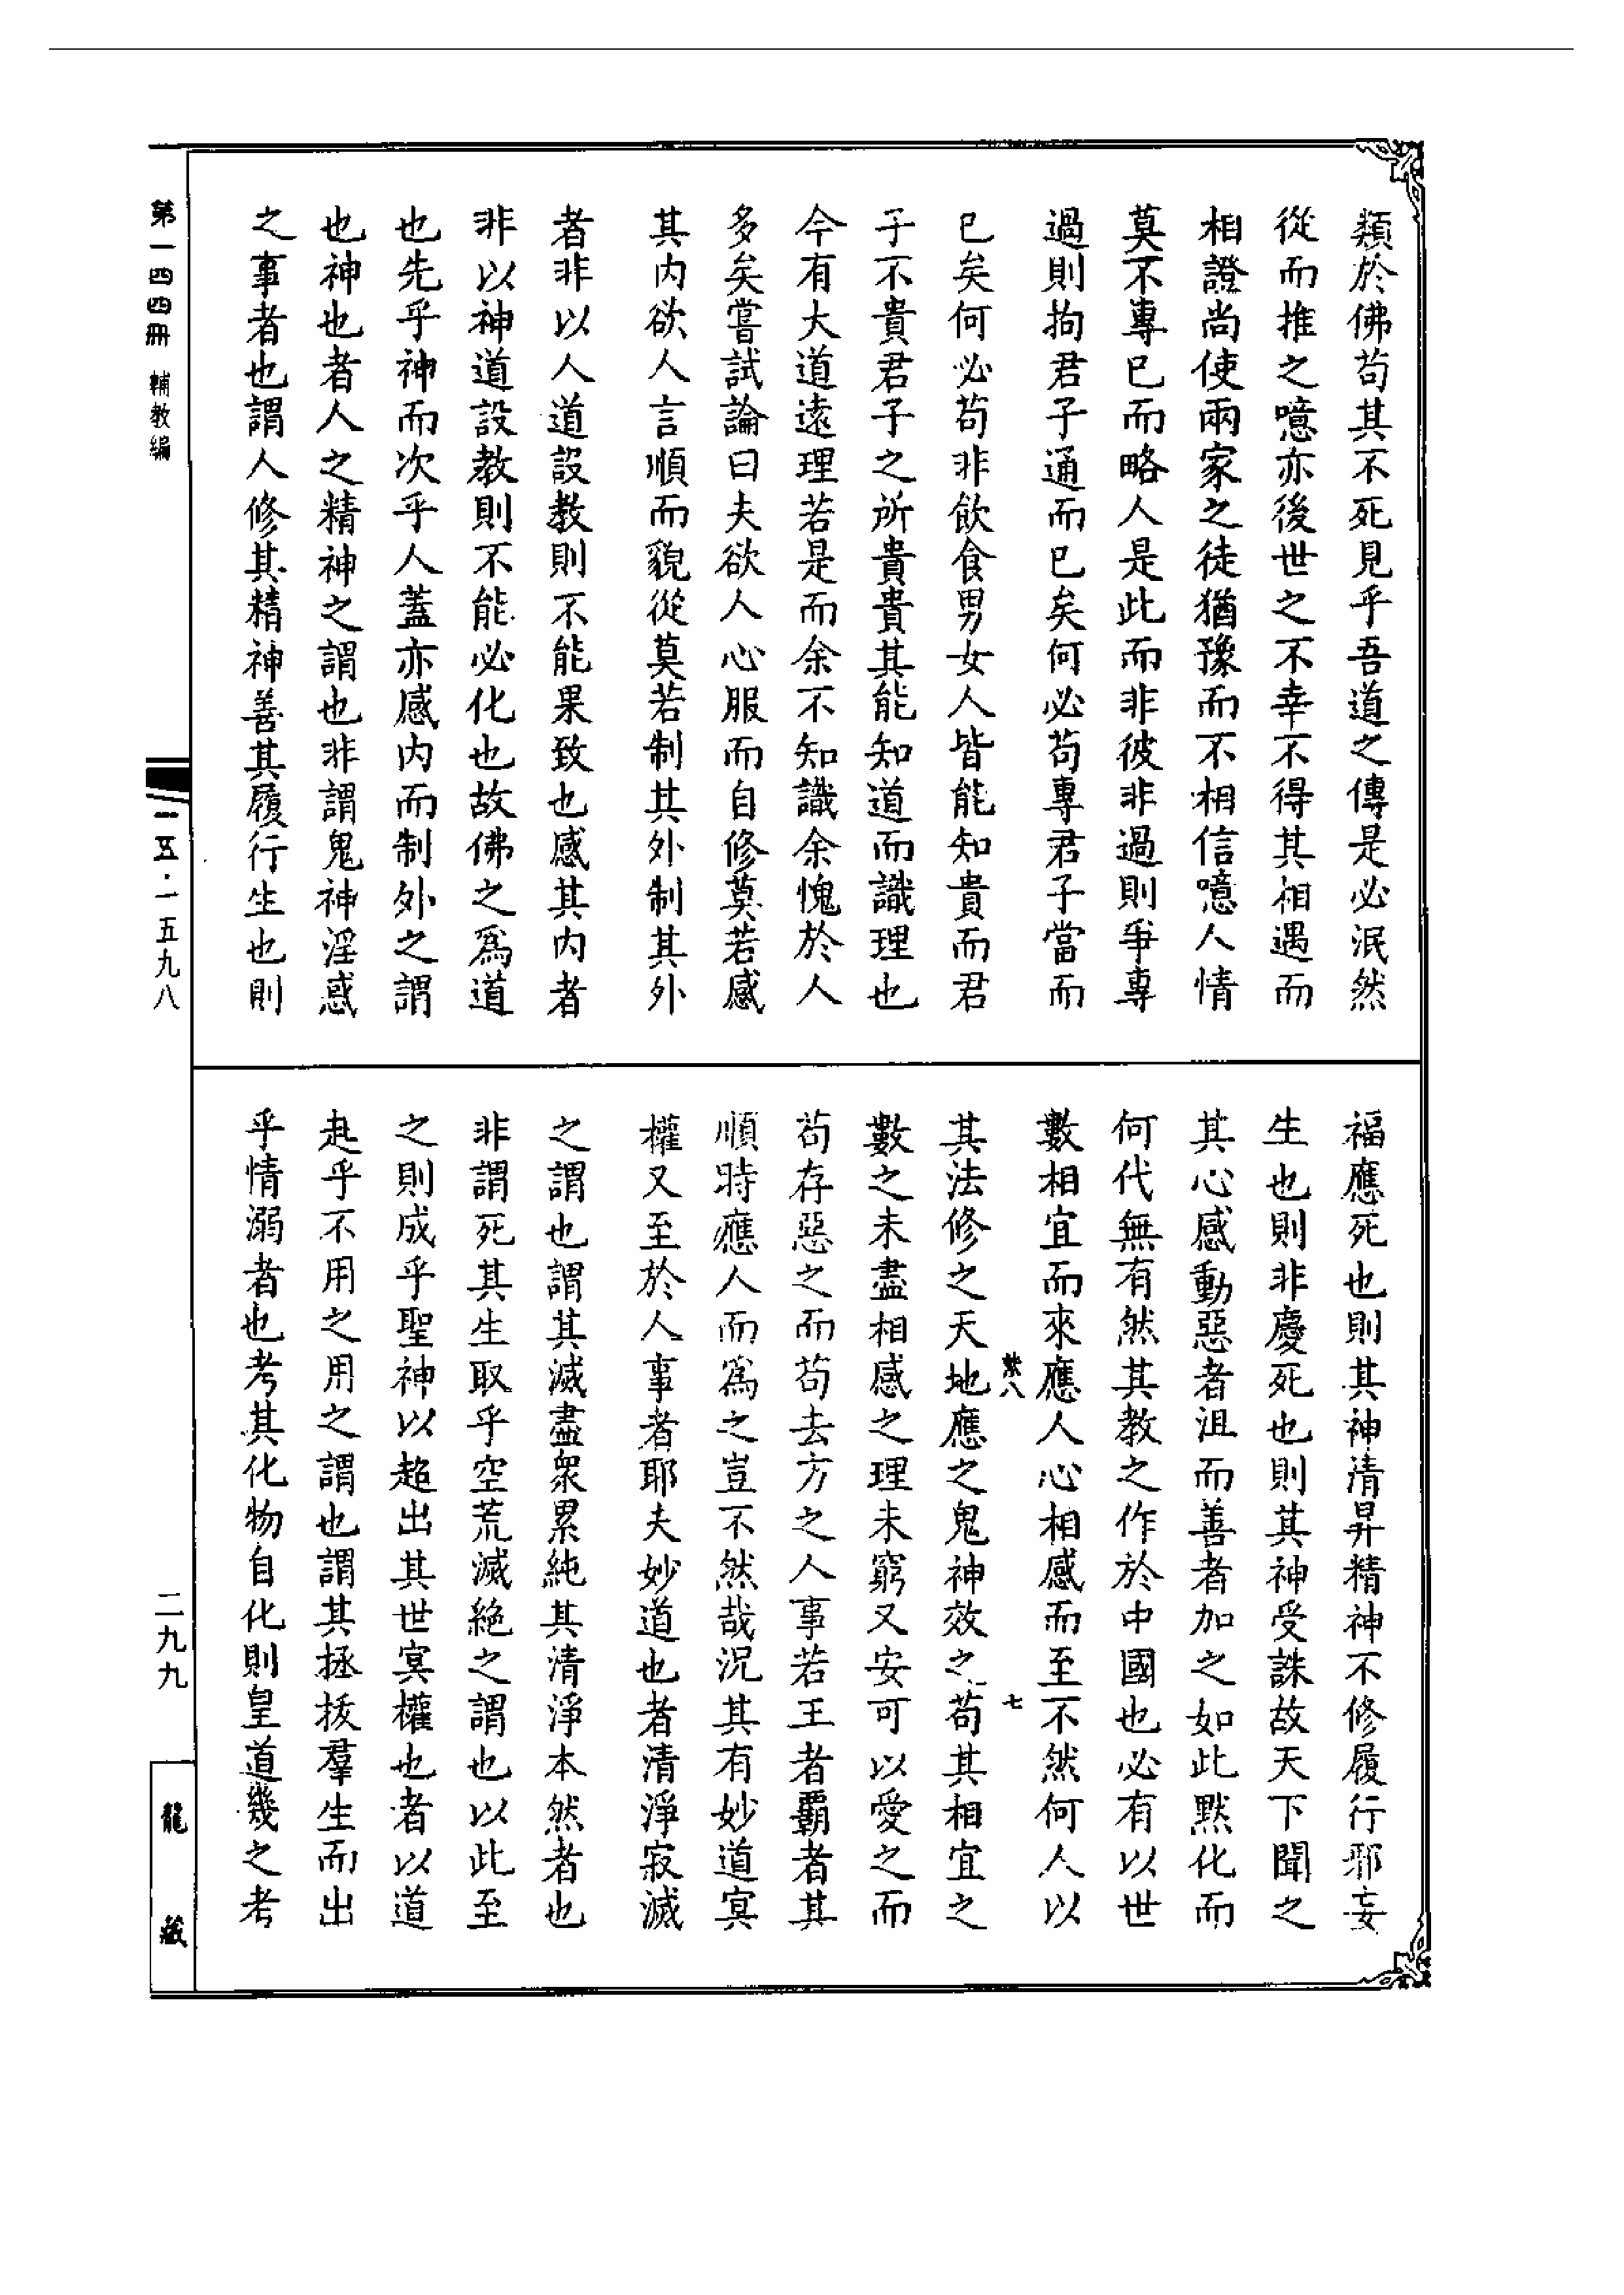 類於佛苟其不死見乎吾道之傳是必泯然
從而推之噫亦後世之不幸不得其相遇而
相證尚使兩家之徒猶豫而不相信噫人情
莫不專已而略人是此而非彼非過則爭專
過則拘君子通而已矣何必苟專君子當而
已矣何必苟非飲食男女人皆能知貴而君
子不貴君子之所貴貴其能知道而識理也
今有大道遠理若是而余不知識余愧於人
多矣嘗試論曰夫欲人心服而自修莫若感
其內欲人言順而貌從莫若制其外制其外
者非以人道設教則不能果致也感其內者
非以神道設教則不能必化也故佛之爲道
也先乎神而次乎人蓋亦感內而制外之謂
也神也者人之精神之謂也非謂鬼神淫惑
之事者也謂人修其精神善其履行生也則
福應死也則其神清昇精神不修履行邪妄
生也則非慶死也則其神受誅故天下聞之
其心感動惡者沮而善者加之如此默化而
何代無有然其教之作於中國也必有以世
數相宜而來應人心相感而至不然何人以
紫八
七
其法修之天地應之鬼神效之苟其相宜之
數之未盡相感之理未窮又安可以愛之而
苟存惡之而苟去方之人事若王者霸者其
順時應人而爲之豈不然哉況其有妙道冥
權又至於人事者耶夫妙道也者清淨寂滅
之謂也謂其滅盡衆累純其清淨本然者也
非謂死其生取乎空荒滅絕之謂也以此至
之則成乎聖神以超出其世冥權也者以道
起乎不用之用之謂也謂其拯拔羣生而出
乎情溺者也考其化物自化則皇道幾之考
第一四四冊 輔教編
一五·一五九八
二九九
龍藏